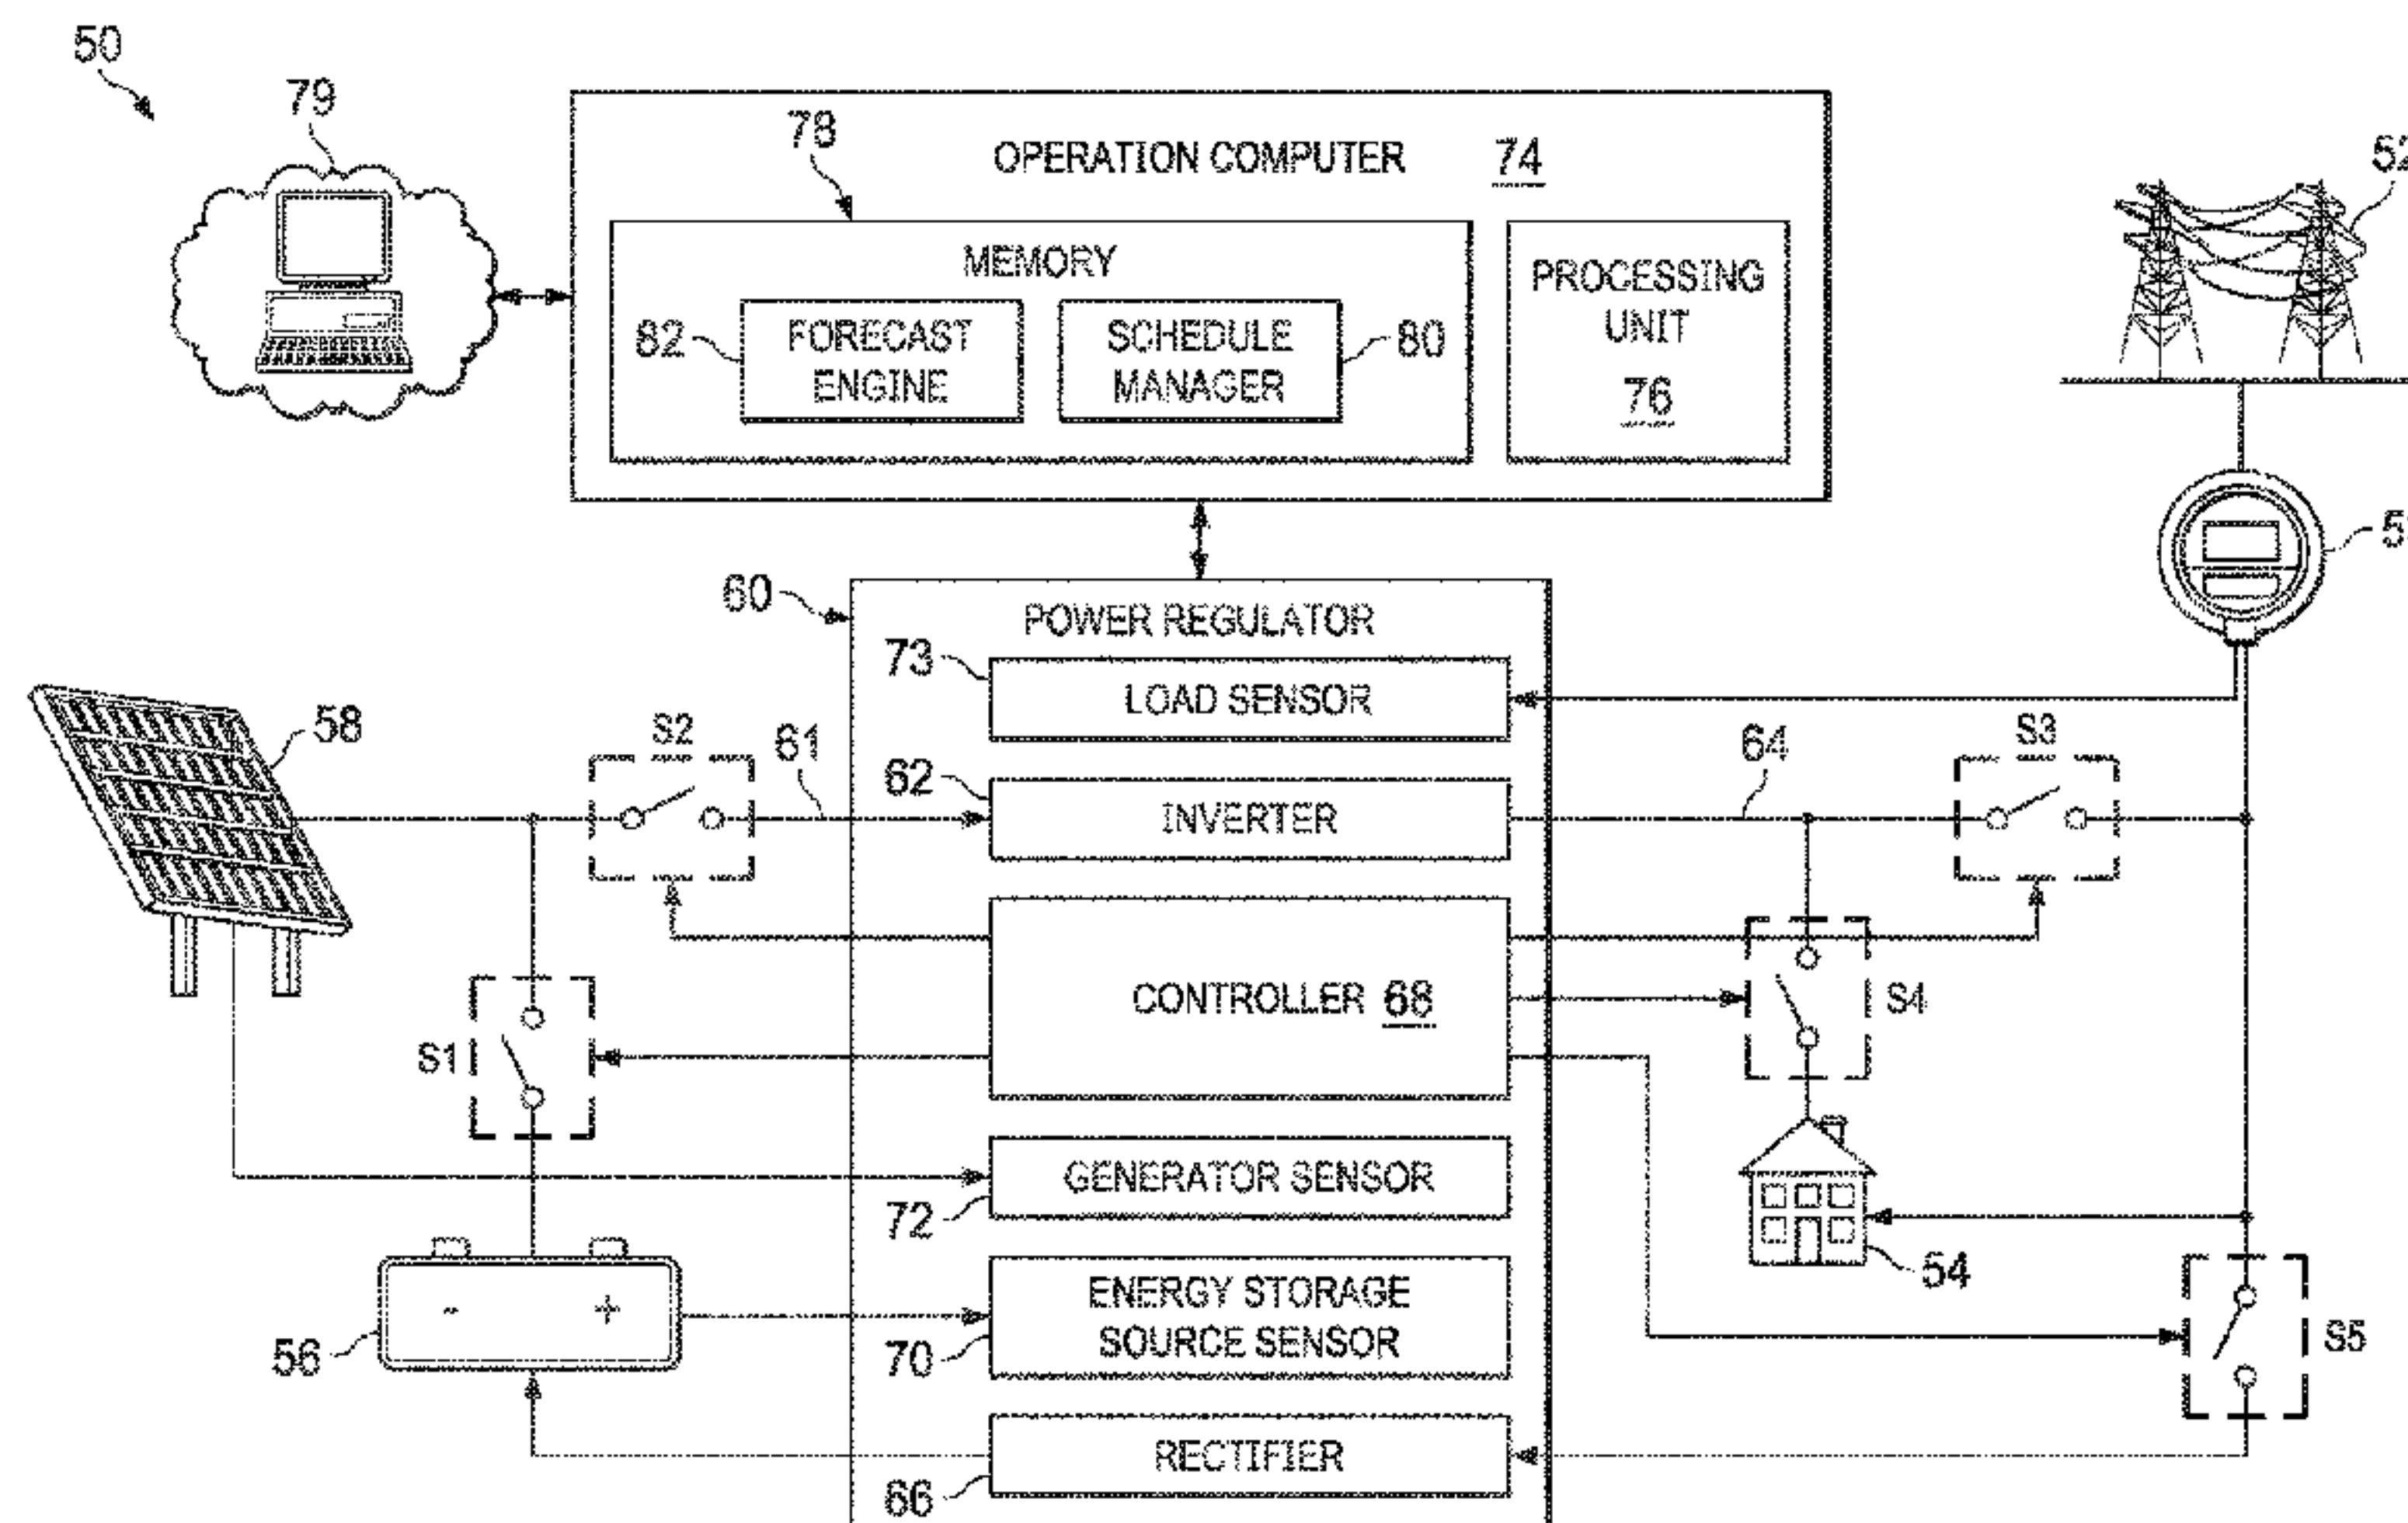 50
79
78
OPERATION COMPUTER 74
52
MEMORY
PROCESSING
UNIT
76
82
FORECAST
ENGINE
SCHEDULE
MANAGER
80
60
POWER REGULATOR
73
LOAD SENSOR
58
S2
61
62
INVERTER
64
S3
CONTROLLER 68
S1
S4
GENERATOR SENSOR
72
54
- +
56
ENERGY STORAGE
SOURCE SENSOR
70
S5
RECTIFIER
66